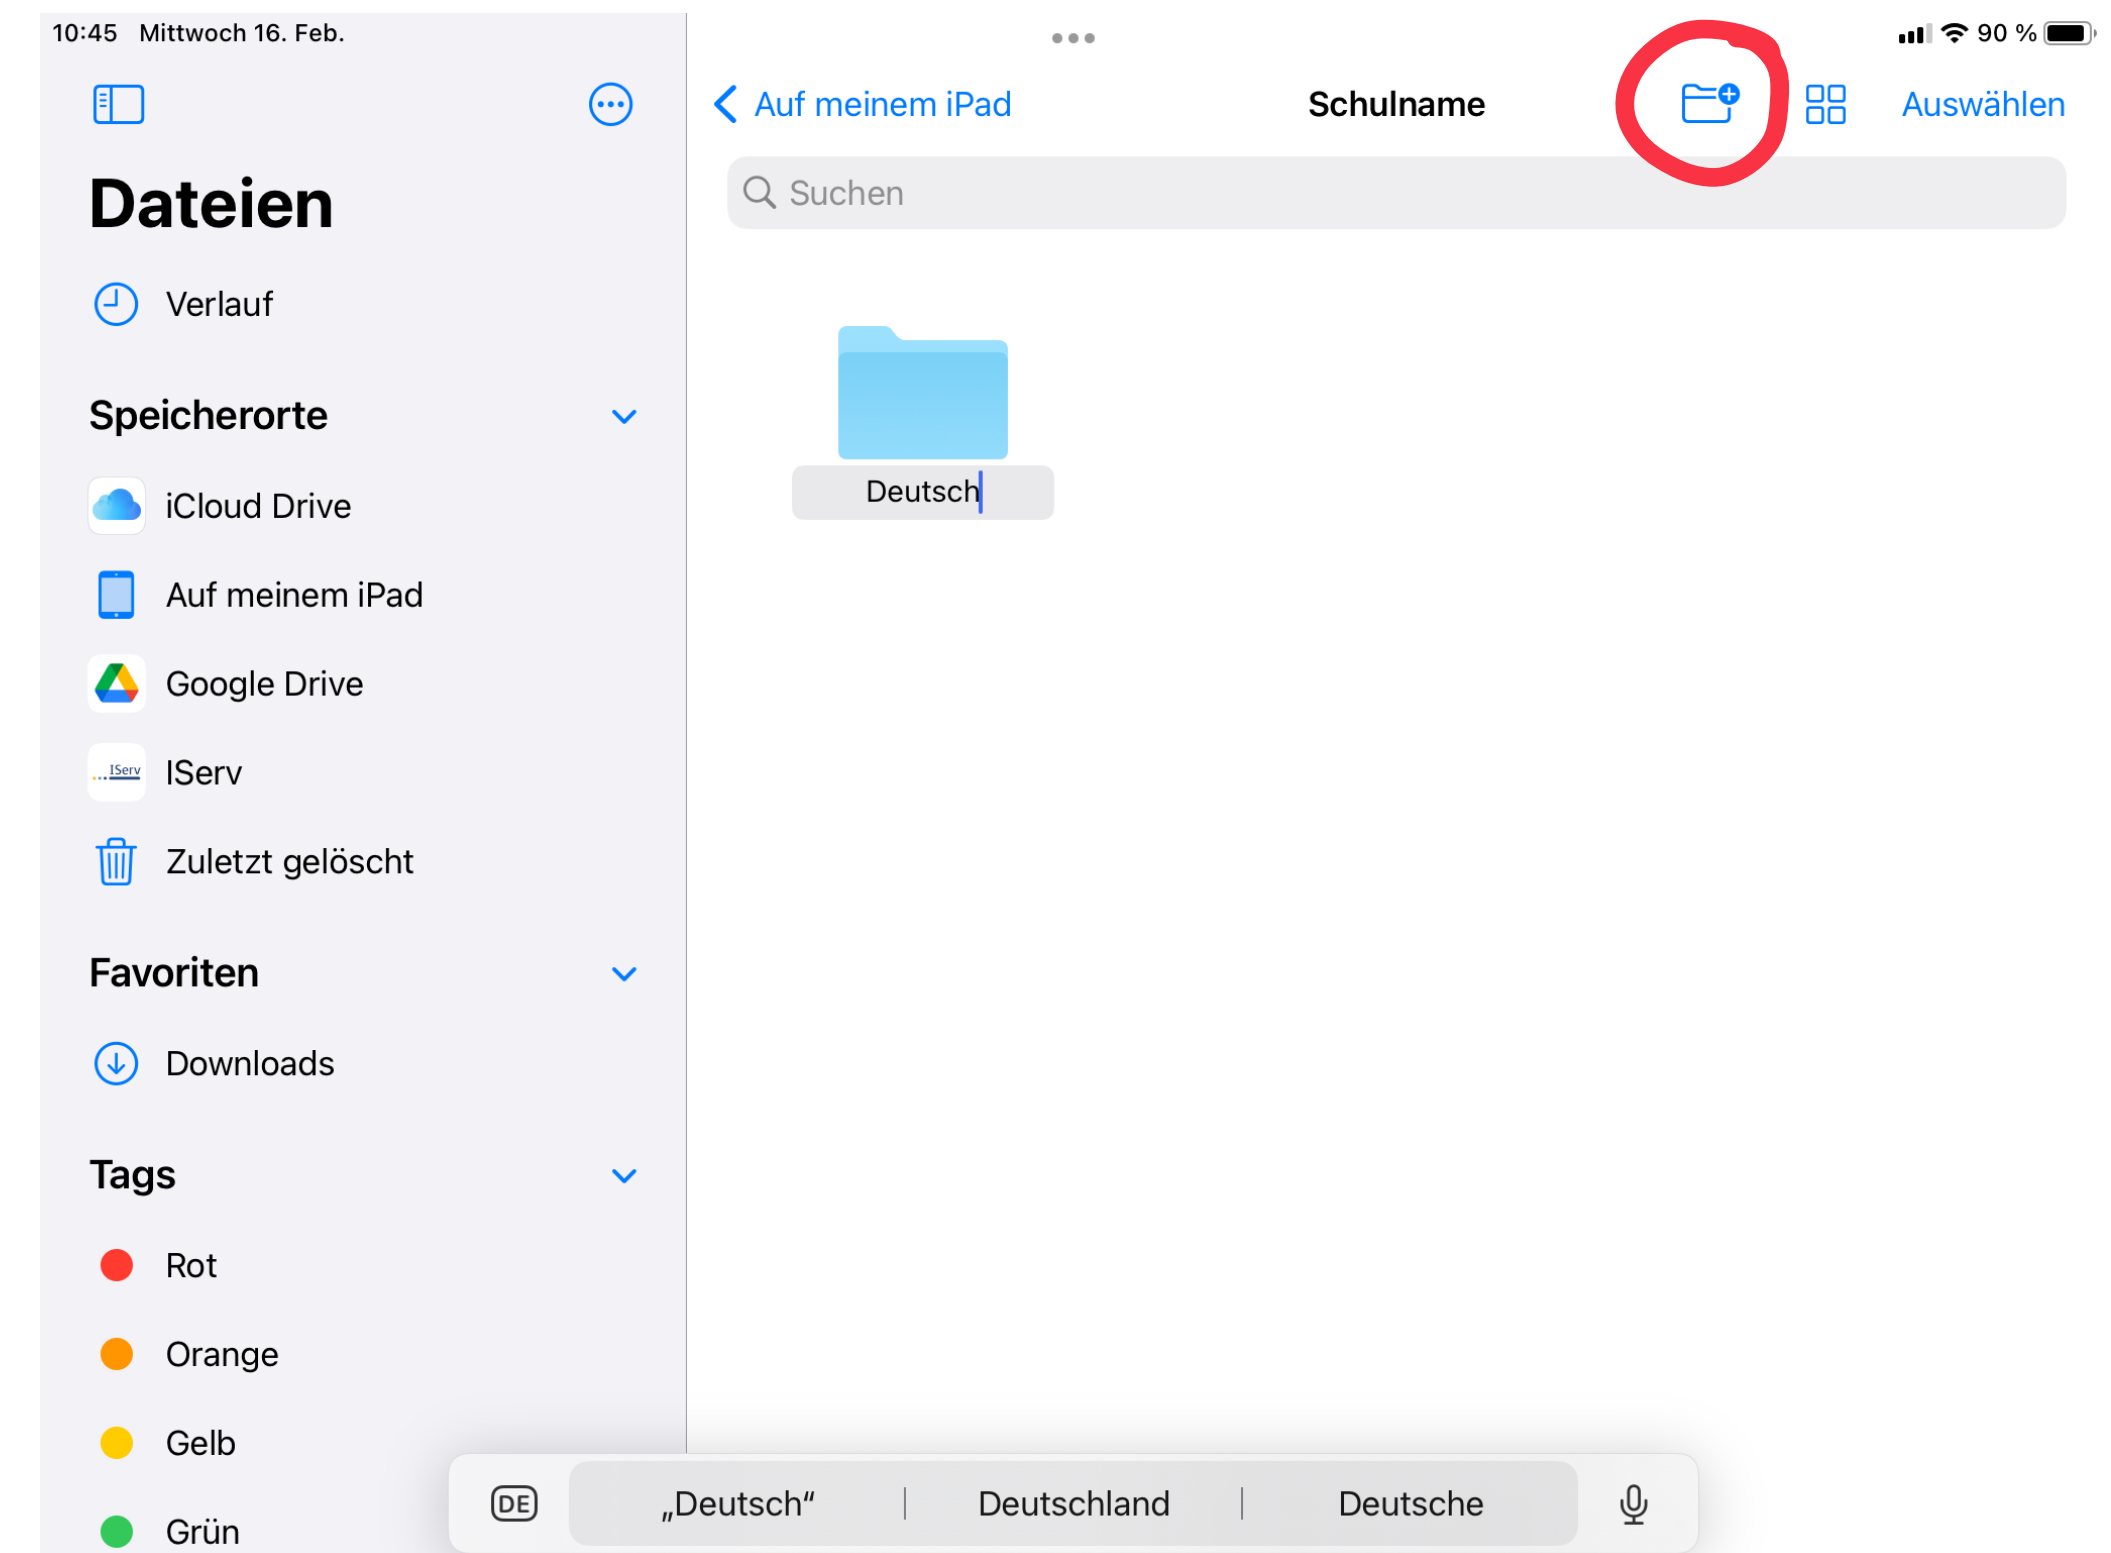 10:45 Mittwoch 16. Feb.
90 %
Auf meinem iPad
Schulname
Auswählen
Suchen
Dateien
Verlauf
Speicherorte
iCloud Drive
Auf meinem iPad
Google Drive
IServ
IServ
Zuletzt gelöscht
Favoriten
Downloads
Tags
Rot
Orange
Gelb
Grün
Deutsch
DE
„Deutsch“
Deutschland
Deutsche